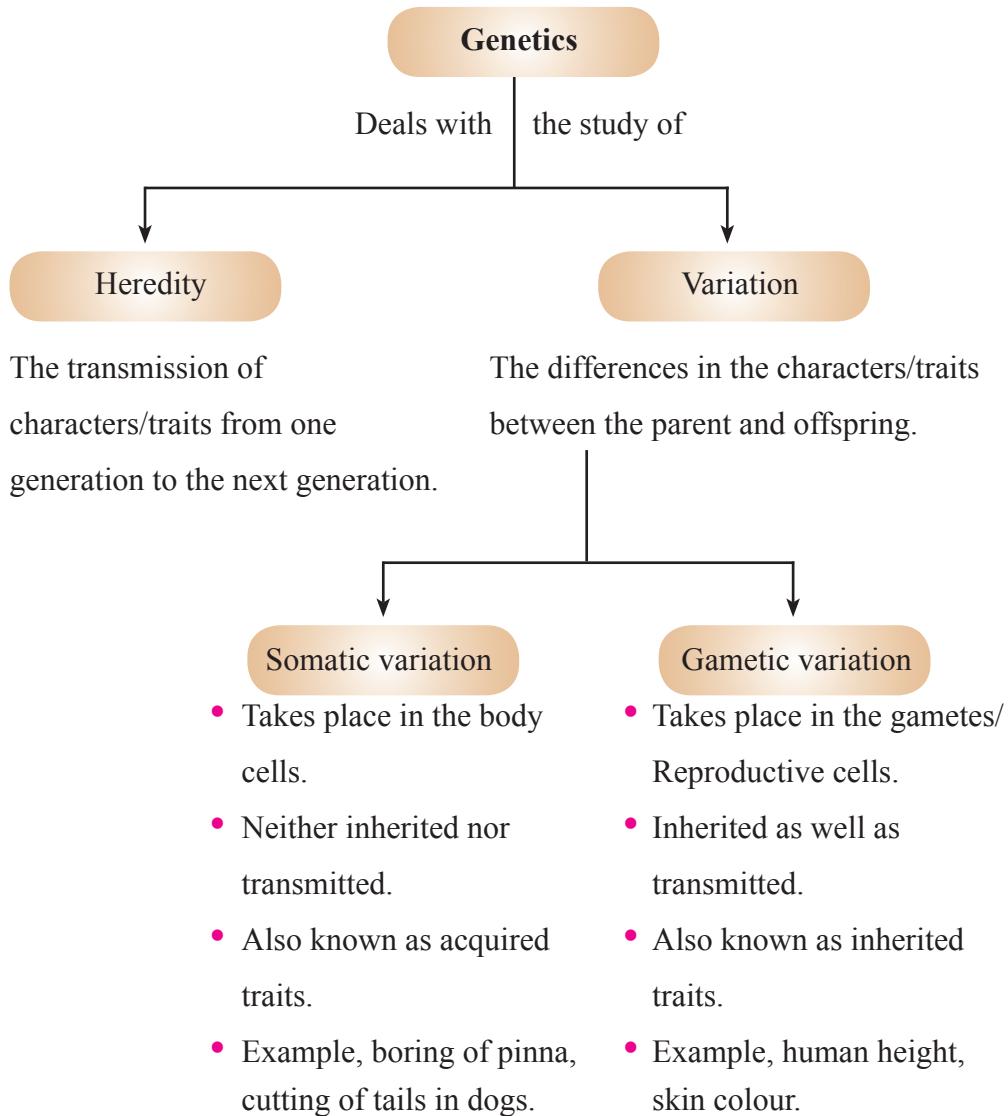 Genetics
Deals with the study of
Heredity
The transmission of
characters/traits from one
generation to the next generation.
Variation
The differences in the characters/traits
between the parent and offspring.
Somatic variation
• Takes place in the body
cells.
• Neither inherited nor
transmitted.
• Also known as acquired
traits.
• Example, boring of pinna,
cutting of tails in dogs.
Gametic variation
• Takes place in the gametes/
Reproductive cells.
• Inherited as well as
transmitted.
• Also known as inherited
traits.
• Example, human height,
skin colour.